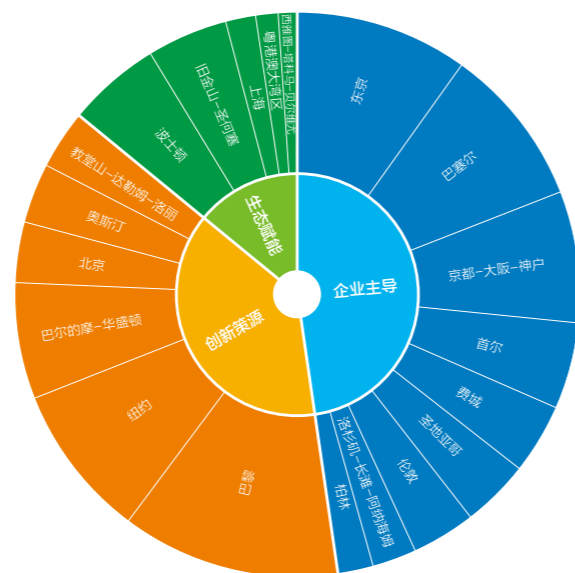 企业主导
东京
巴塞尔
京都-大阪-神户
首尔
费城
圣地亚哥
伦敦
洛杉矶-长滩-阿纳海姆
柏林
创新策源
巴黎
纽约
巴尔的摩-华盛顿
北京
奥斯汀
教堂山-达勒姆-洛丽
生态赋能
波士顿
旧金山-圣何塞
上海
粤港澳大湾区
西雅图-塔科马-贝尔维尤